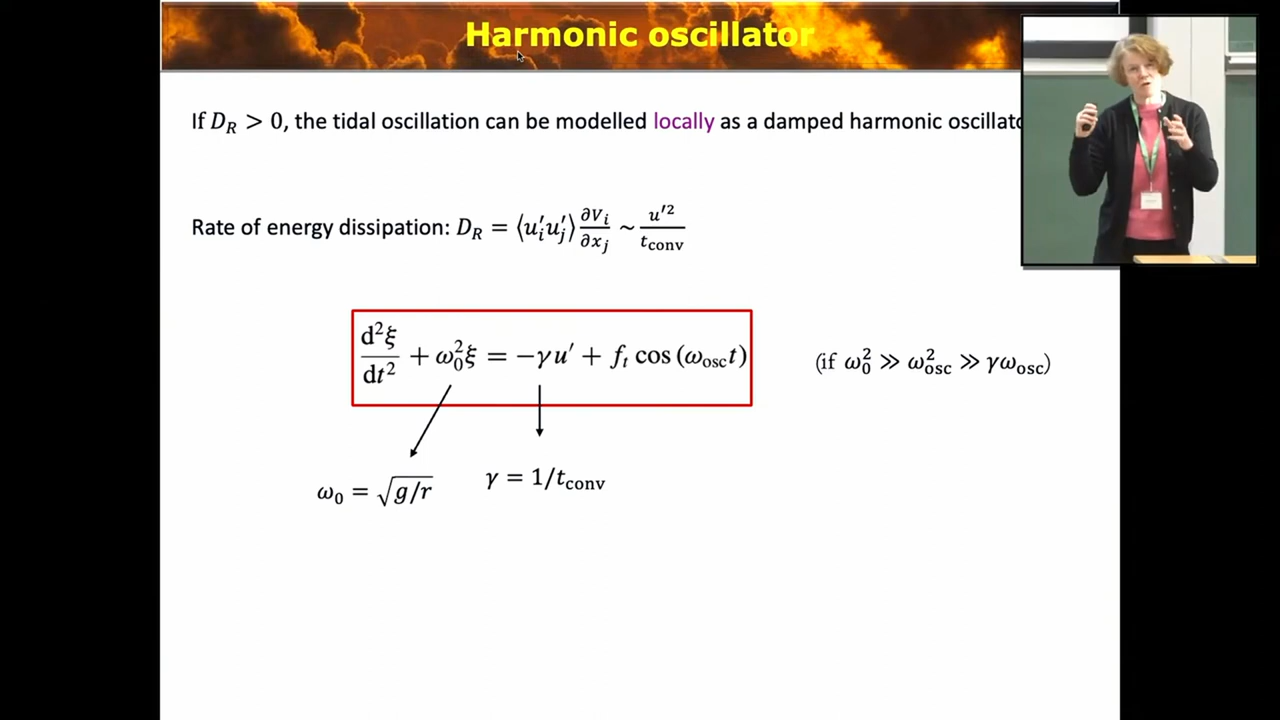 Harmonic oscillator
If D_R > 0, the tidal oscillation can be modelled locally as a damped harmonic oscillato
Rate of energy dissipation: D_R = ⟨u′_i u′_j⟩ ∂V_i/∂x_j ~ u′²/t_conv
d²ξ/dt² + ω₀²ξ = −γu′ + f_t cos (ω_osc t)
(if ω₀² ≫ ω²_osc ≫ γω_osc)
ω₀ = √(g/r)
γ = 1/t_conv